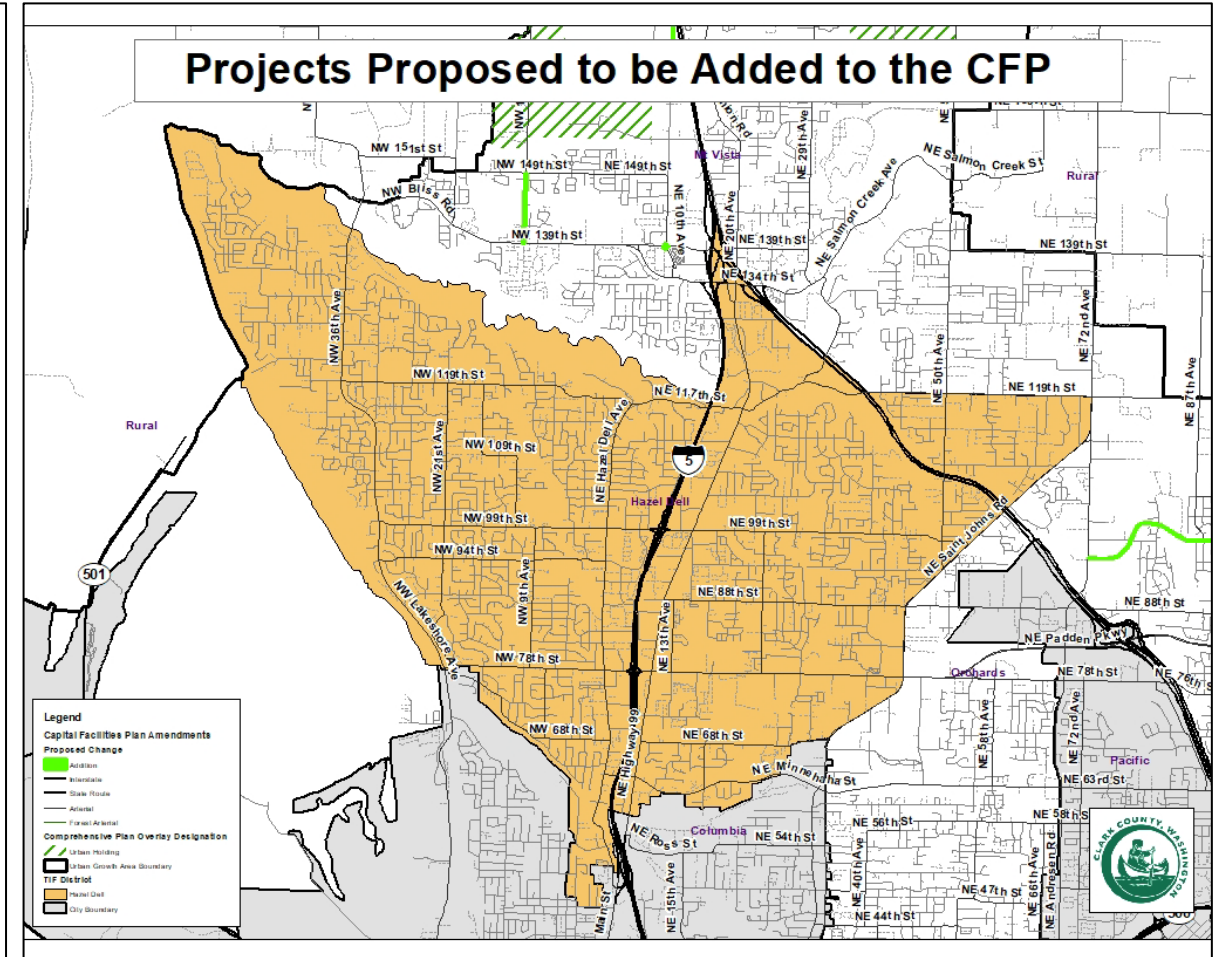 Projects Proposed to be Added to the CFP
NW 151st St
NW 149th St
NE 149th St
Mt Vista
NE 29th Ave
NE Salmon Creek St
Rural
NW Bliss Rd
NE 10th Ave
NE 20th Ave
NE Salmon Creek Ave
NW 139th St
NE 139th St
NE 139th St
NE 134th St
NW 36th Ave
NE 50th Ave
NE 72nd Ave
NW 119th St
NE 117th St
NE 119th St
NE 87th Ave
Rural
NW 21st Ave
NW 109th St
NE Hazel Dell Ave
5
Hazel Dell
NW 99th St
NE 99th St
NE Saint Johns Rd
NW 94th St
501
NW Lakeshore Ave
NW 9th Ave
NE 88th St
NE 88th St
NE 13th Ave
NE Padden Pkwy
NW 78th St
Orchards
NE 78th St
NE 76th S
NW 68th St
NE Highway 99
NE 68th St
NE 58th Ave
NE 72nd Ave
Pacific
NE Minnehaha St
NE 63rd St
NE Ross St
Columbia
NE 54th St
NE 56th St
NE 58th S
NE 40th Ave
NE 47th St
NE 66th Ave
NE Andresen Rd
Main St
NE 15th Ave
NE 44th St
500
Legend
Capital Facilities Plan Amendments
Proposed Change
Addition
Interstate
State Route
Arterial
Forest Arterial
Comprehensive Plan Overlay Designation
Urban Holding
Urban Growth Area Boundary
TIF District
Hazel Dell
City Boundary
CLARK COUNTY, WASHINGTON